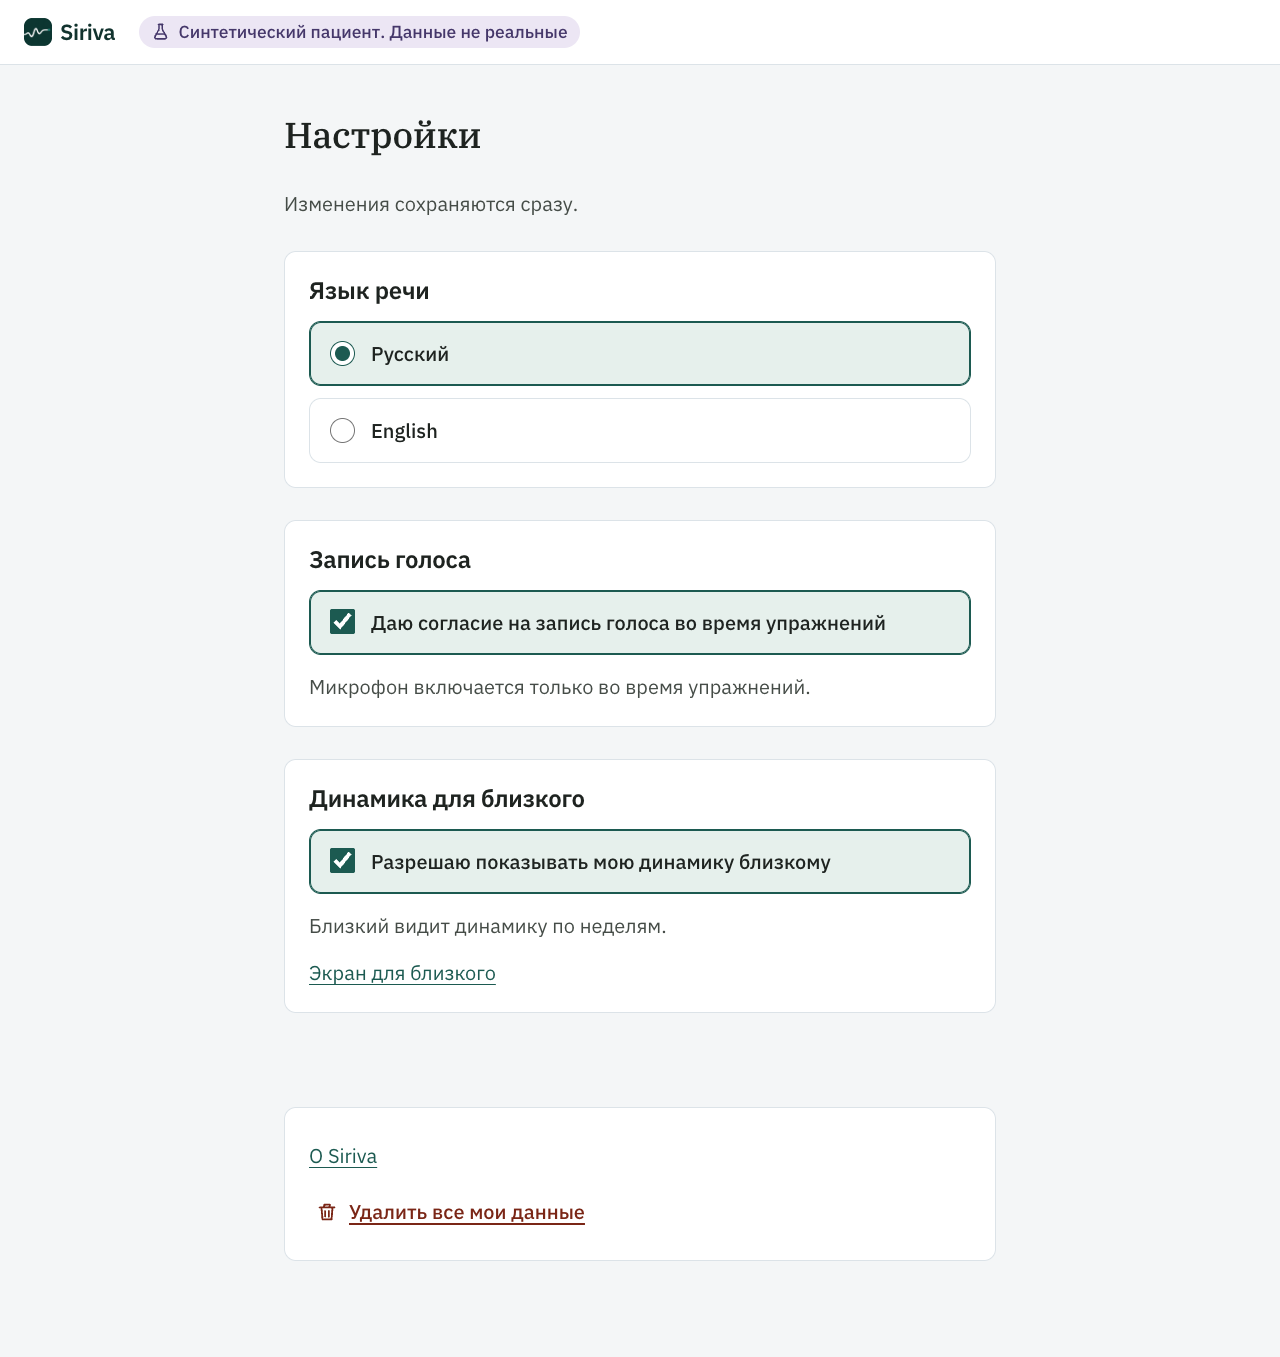 Siriva
Синтетический пациент. Данные не реальные
Настройки
Изменения сохраняются сразу.
Язык речи
Русский
English
Запись голоса
Даю согласие на запись голоса во время упражнений
Микрофон включается только во время упражнений.
Динамика для близкого
Разрешаю показывать мою динамику близкому
Близкий видит динамику по неделям.
Экран для близкого
О Siriva
Удалить все мои данные